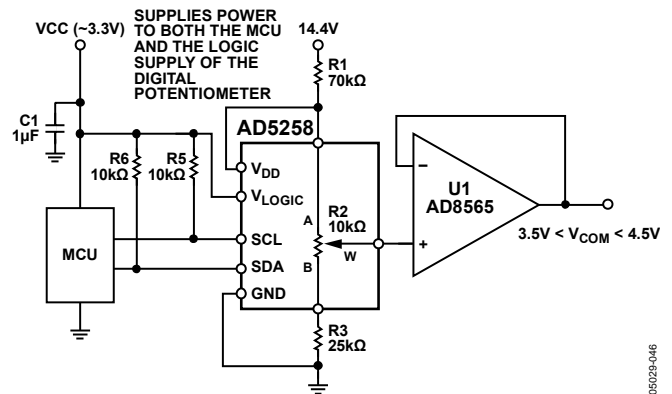 SUPPLIES POWER
TO BOTH THE MCU
AND THE LOGIC
SUPPLY OF THE
DIGITAL
POTENTIOMETER
VCC (~3.3V)
14.4V
R1
70kΩ
C1
1µF
R6
10kΩ
R5
10kΩ
AD5258
VDD
VLOGIC
SCL
SDA
GND
MCU
A
R2
10kΩ
B
W
R3
25kΩ
−
+
U1
AD8565
3.5V < VCOM < 4.5V
05029-046